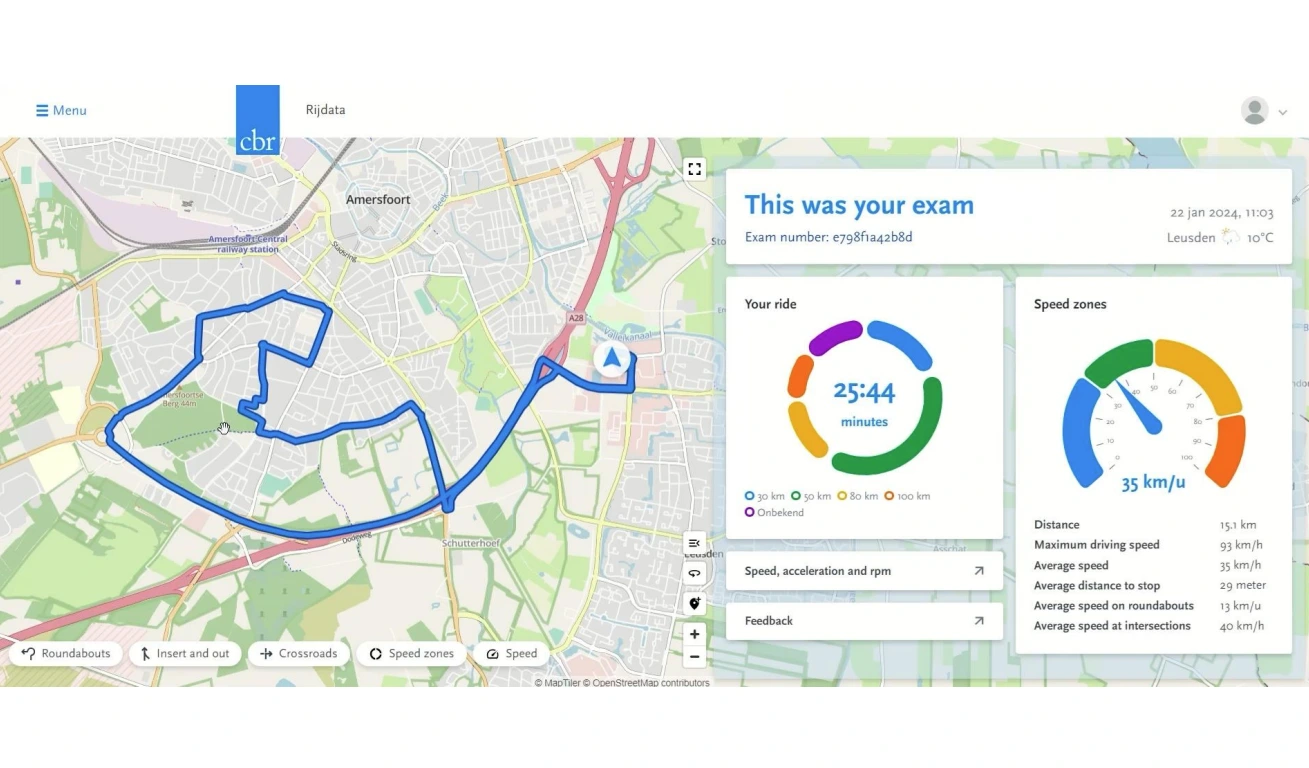 Menu
cbr
Rijdata
Amersfoort
Beek
Amersfoort Central
railway station
Stadsring
A28
Valleikanaal
Berg 44m
Dodeweg
Schutterhoef
Leusden
Roundabouts
Insert and out
Crossroads
Speed zones
Speed
© MapTiler © OpenStreetMap contributors
This was your exam
22 jan 2024, 11:03
Exam number: e798f1a42b8d
Leusden 10°C
Your ride
25:44
minutes
30 km 50 km 80 km 100 km
Onbekend
Speed, acceleration and rpm
Feedback
Asschat
Speed zones
0
10
20
30
40
50
60
70
80
90
100
35 km/u
Distance 15.1 km
Maximum driving speed 93 km/h
Average speed 35 km/h
Average distance to stop 29 meter
Average speed on roundabouts 13 km/u
Average speed at intersections 40 km/h